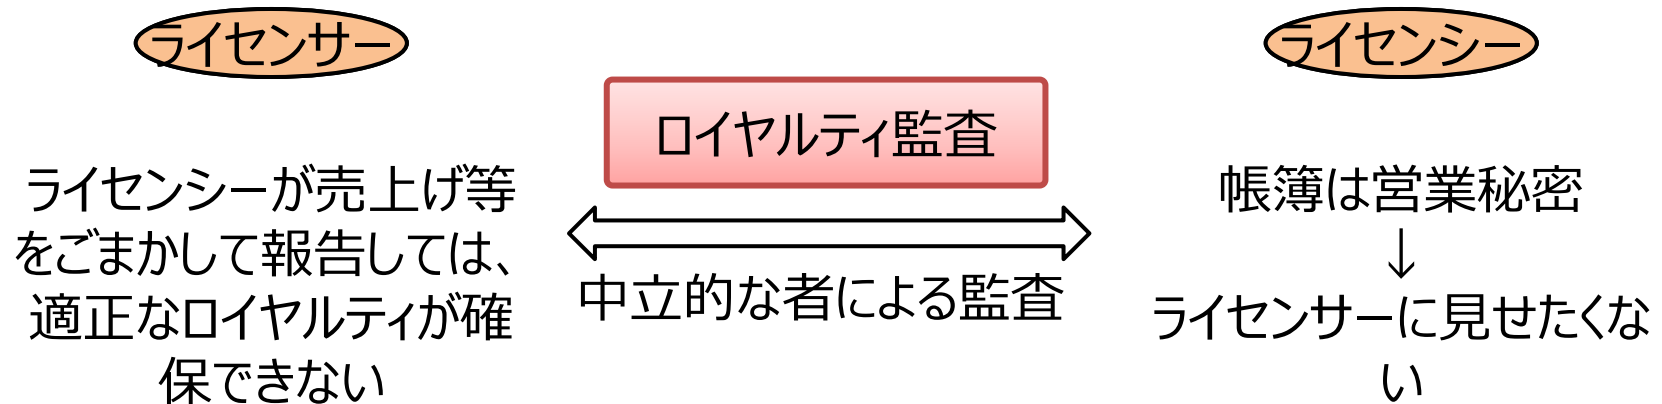 ライセンサー
ライセンシーが売上げ等
をごまかして報告しては、
適正なロイヤルティが確
保できない
ロイヤルティ監査
中立的な者による監査
ライセンシー
帳簿は営業秘密
↓
ライセンサーに見せたくな
い